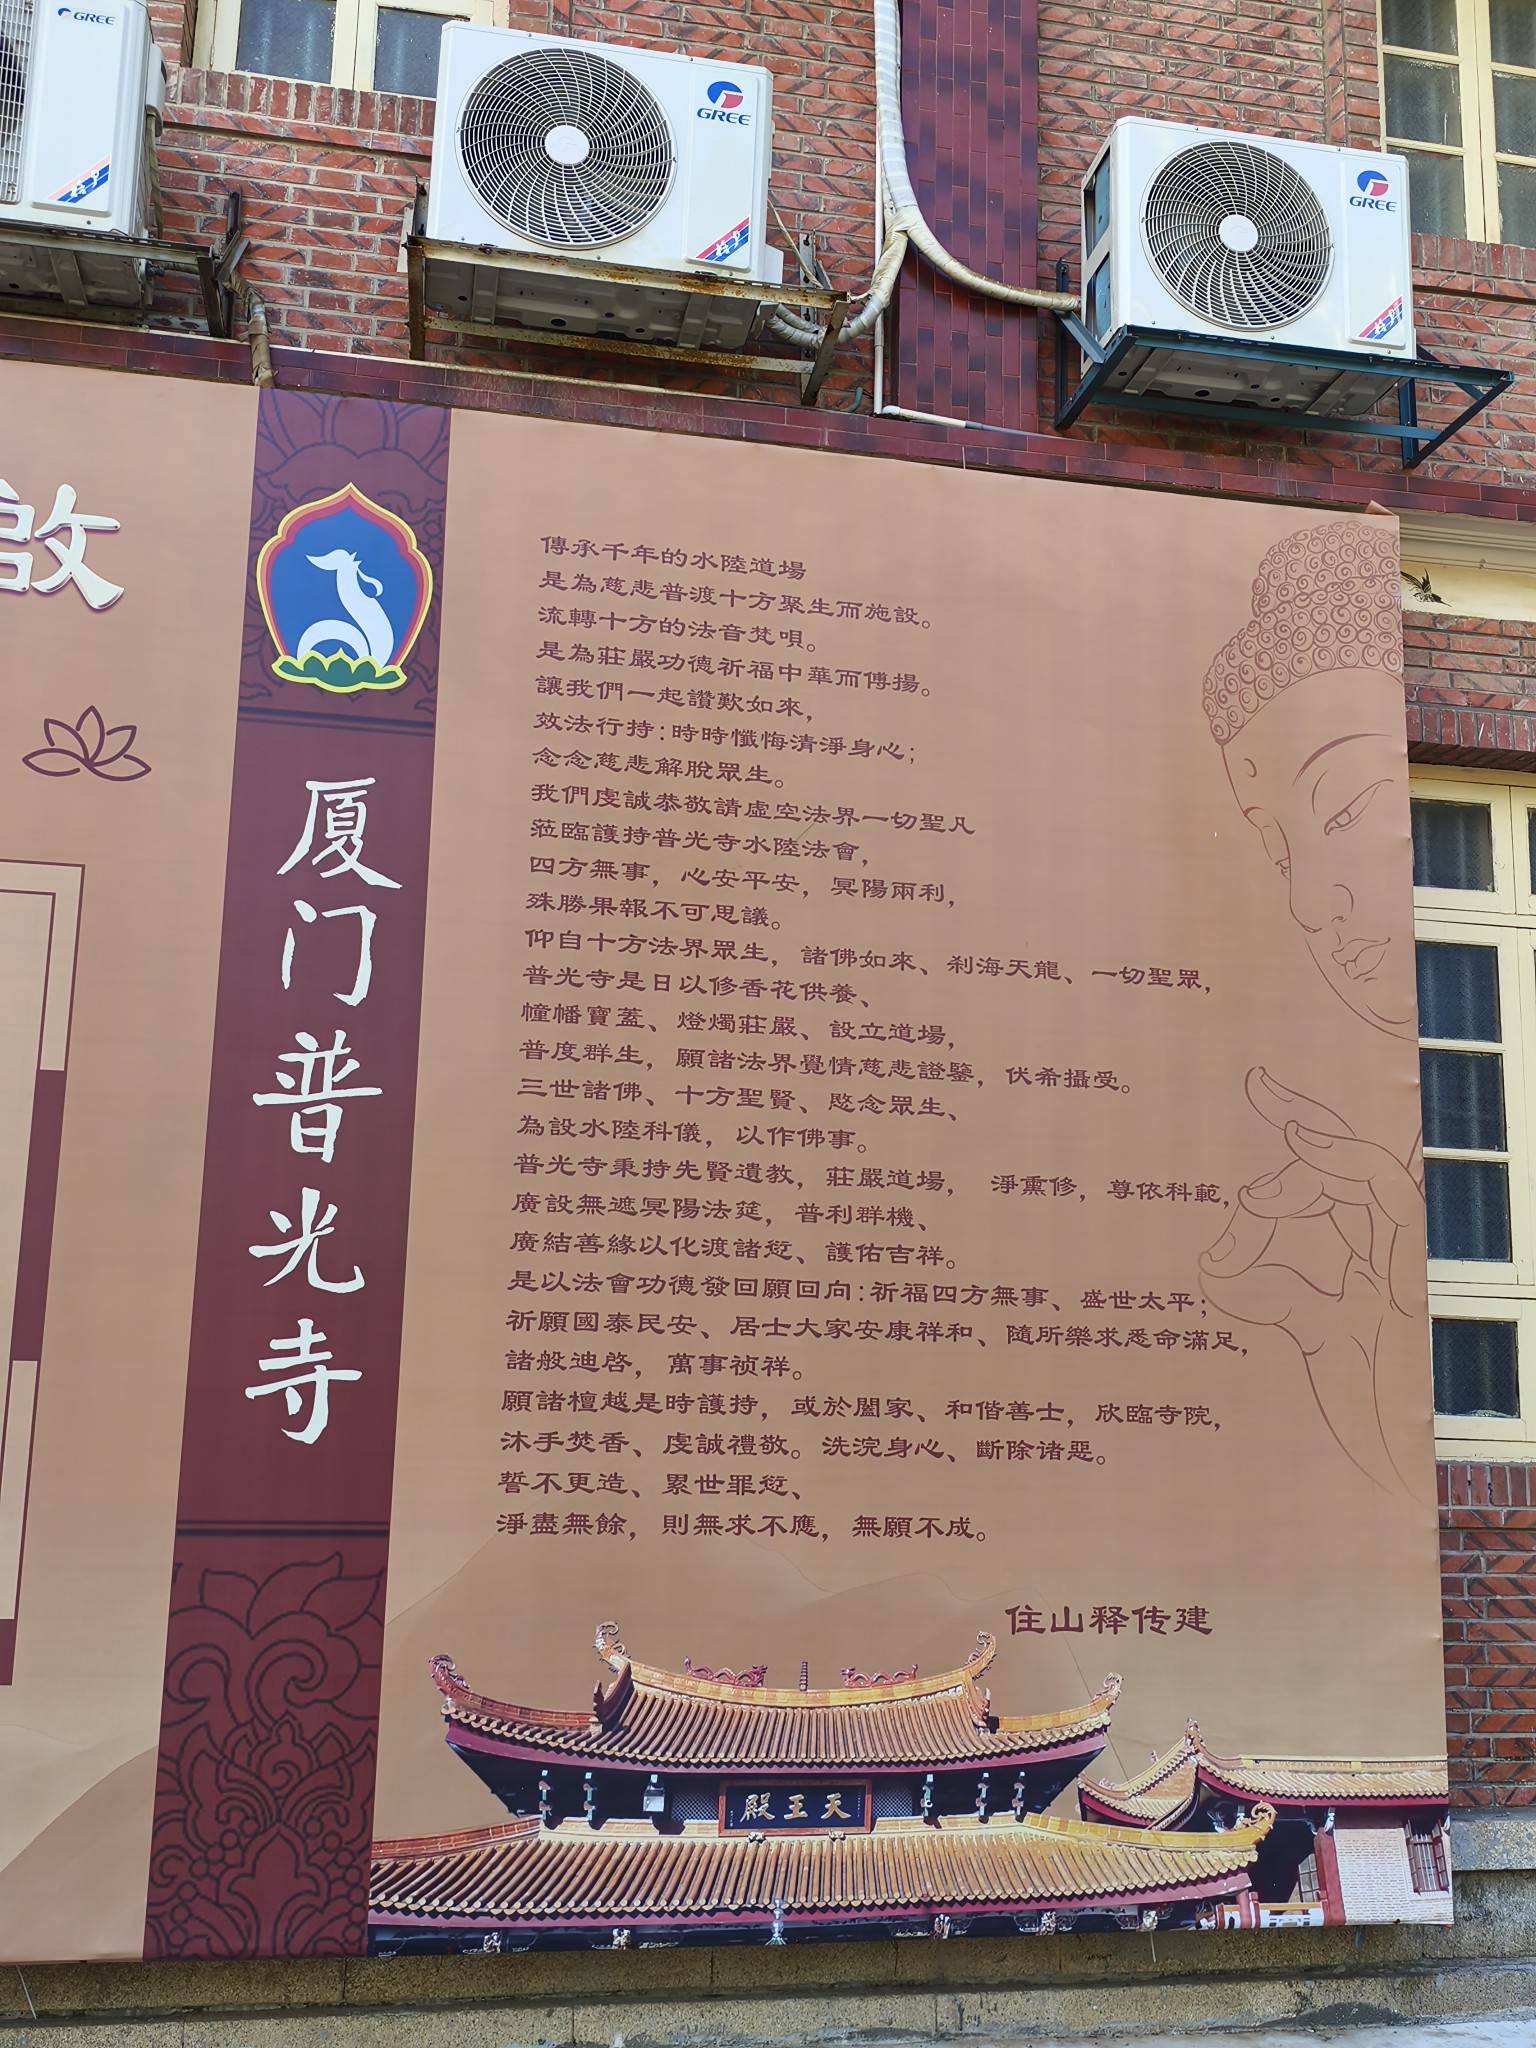 GREE
GREE
GREE
啟
厦门普光寺
傳承千年的水陸道場
是為慈悲普渡十方聚生而施設。
流轉十方的法音梵唄。
是為莊嚴功德祈福中華而傅揚。
讓我們一起讚歎如來，
效法行持：時時懺悔清淨身心；
念念慈悲解脫眾生。
我們虔誠恭敬請虛空法界一切聖凡
蒞臨護持普光寺水陸法會，
四方無事，心安平安，冥陽兩利，
殊勝果報不可思議。
仰自十方法界眾生，諸佛如來、剎海天龍、一切聖眾，
普光寺是日以修香花供養、
幢幡寶蓋、燈燭莊嚴、設立道場，
普度群生，願諸法界覺情慈悲證鑒，伏希攝受。
三世諸佛、十方聖賢、愍念眾生、
為設水陸科儀，以作佛事。
普光寺秉持先賢遺教，莊嚴道場， 淨熏修，尊依科範，
廣設無遮冥陽法筵，普利群機、
廣結善緣以化渡諸愆、護佑吉祥。
是以法會功德發回願回向：祈福四方無事、盛世太平；
祈願國泰民安、居士大家安康祥和、隨所樂求悉命滿足，
諸般迪啓，萬事祯祥。
願諸檀越是時護持，或於闔家、和偕善士，欣臨寺院，
沐手焚香、虔誠禮敬。洗浣身心、斷除诸惡。
誓不更造、累世罪愆、
淨盡無餘，則無求不應，無願不成。
住山释传建
殿王天